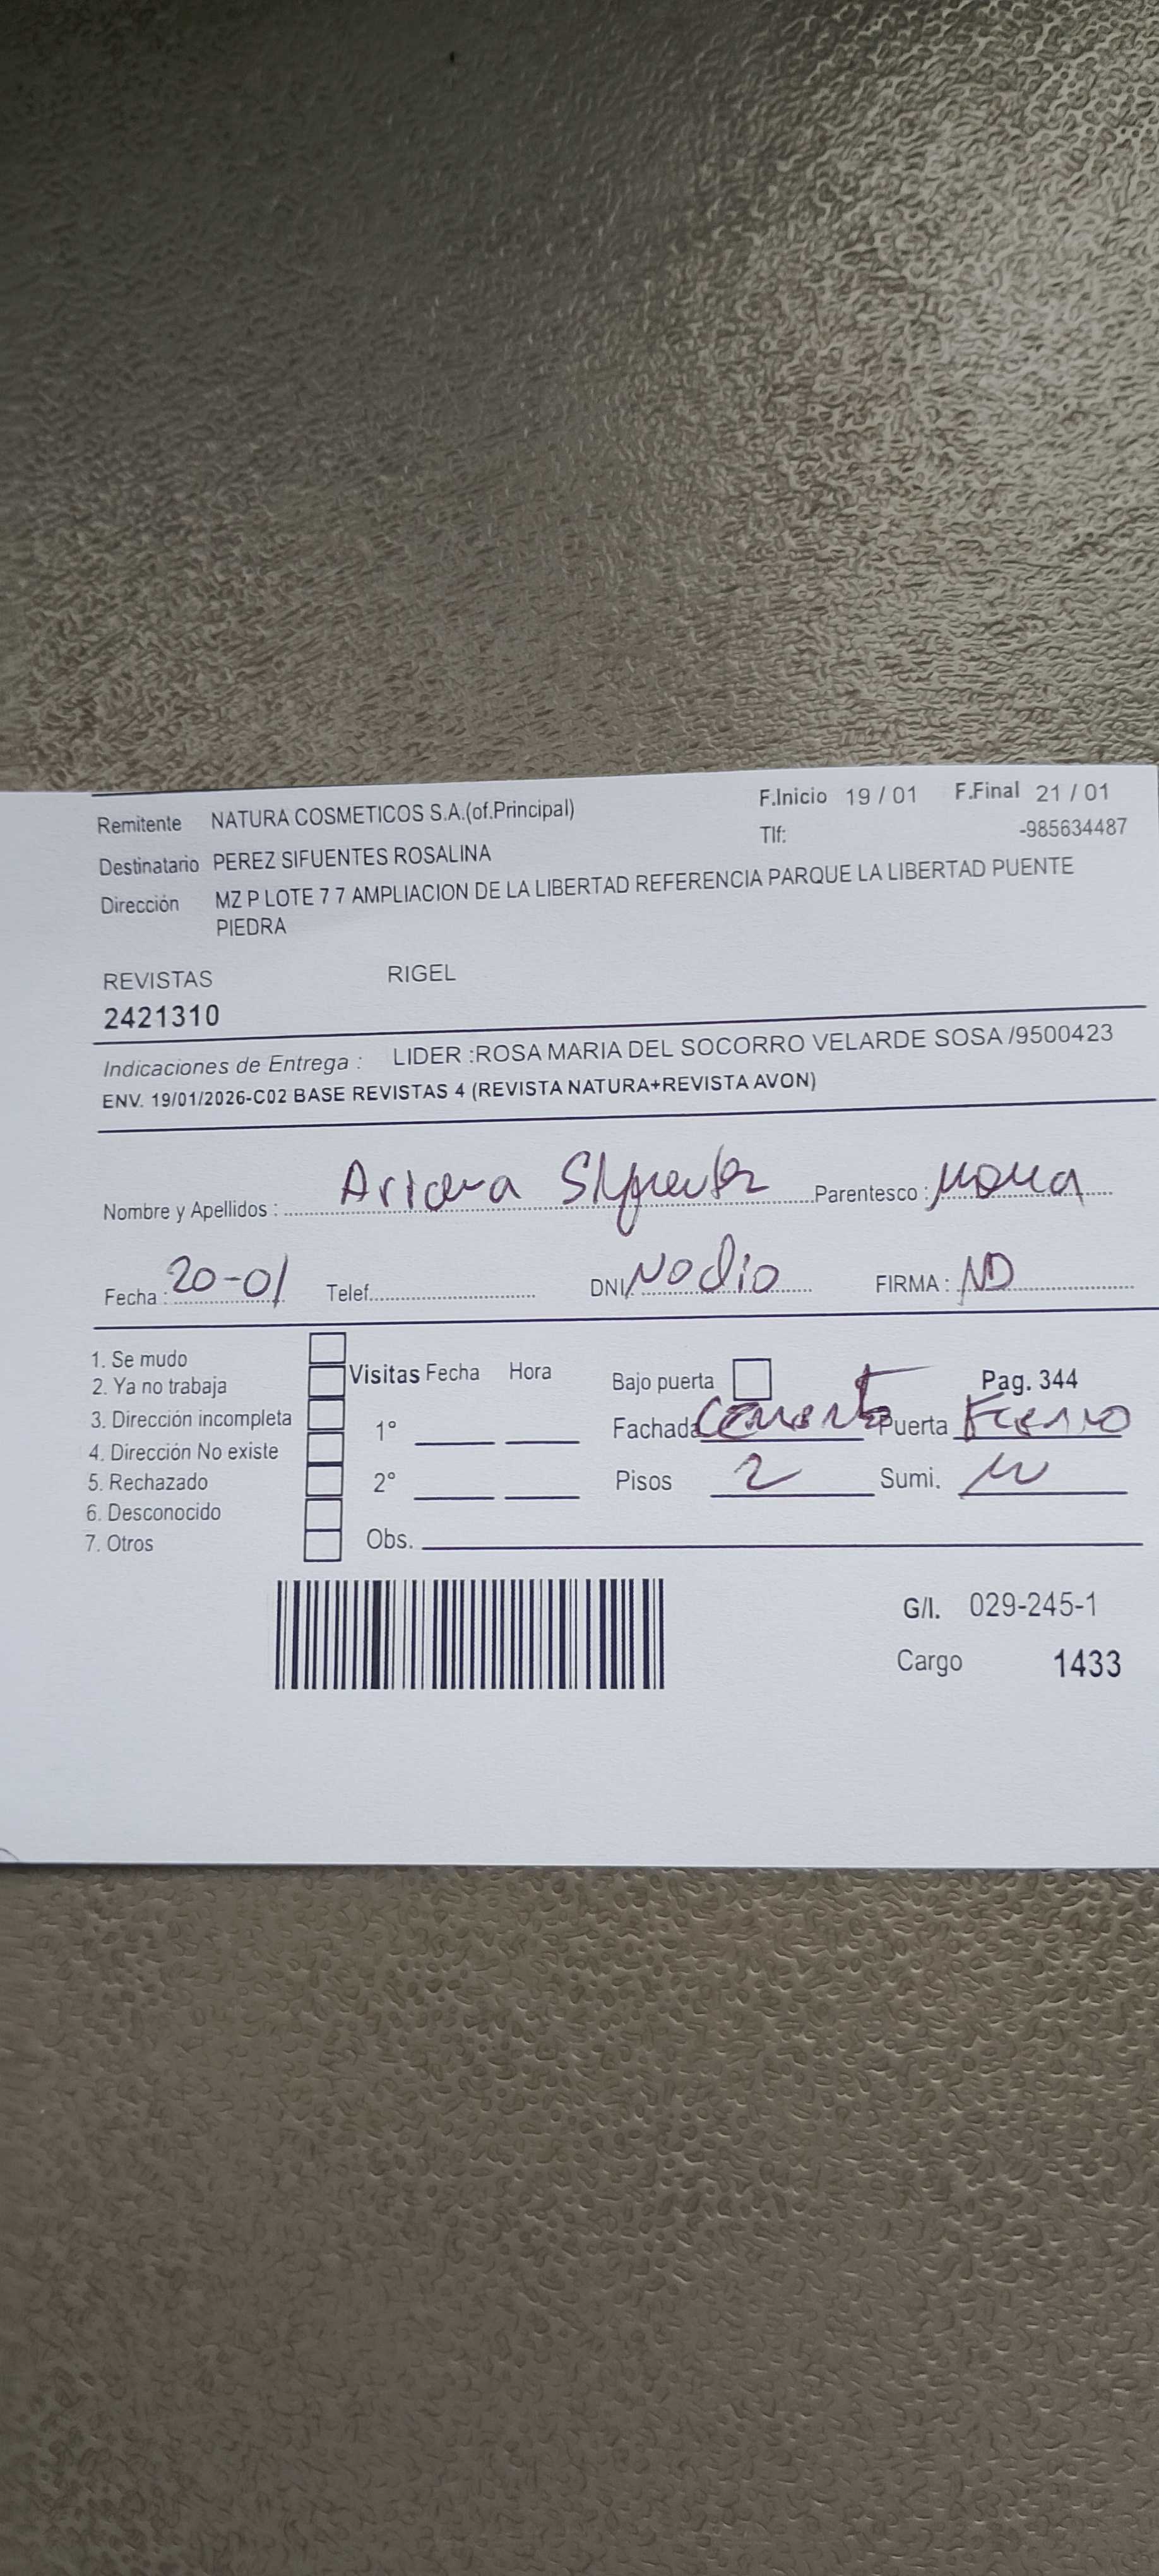 Remitente NATURA COSMETICOS S.A.(of.Principal) F.Inicio 19 / 01 F.Final 21 / 01
Tlf: -985634487
Destinatario PEREZ SIFUENTES ROSALINA
Dirección MZ P LOTE 7 7 AMPLIACION DE LA LIBERTAD REFERENCIA PARQUE LA LIBERTAD PUENTE
PIEDRA
REVISTAS RIGEL
2421310
Indicaciones de Entrega : LIDER :ROSA MARIA DEL SOCORRO VELARDE SOSA /9500423
ENV. 19/01/2026-C02 BASE REVISTAS 4 (REVISTA NATURA+REVISTA AVON)
Nombre y Apellidos : Ariana Sifuentes Parentesco :
Fecha : 20-01 Telef. DNI/. No dio FIRMA : ND
1. Se mudo
2. Ya no trabaja
3. Dirección incompleta
4. Dirección No existe
5. Rechazado
6. Desconocido
7. Otros
Visitas Fecha Hora
1°
2°
Obs.
Bajo puerta Pag. 344
Fachada Cemento Puerta Fierro
Pisos 2 Sumi.
G/I. 029-245-1
Cargo 1433